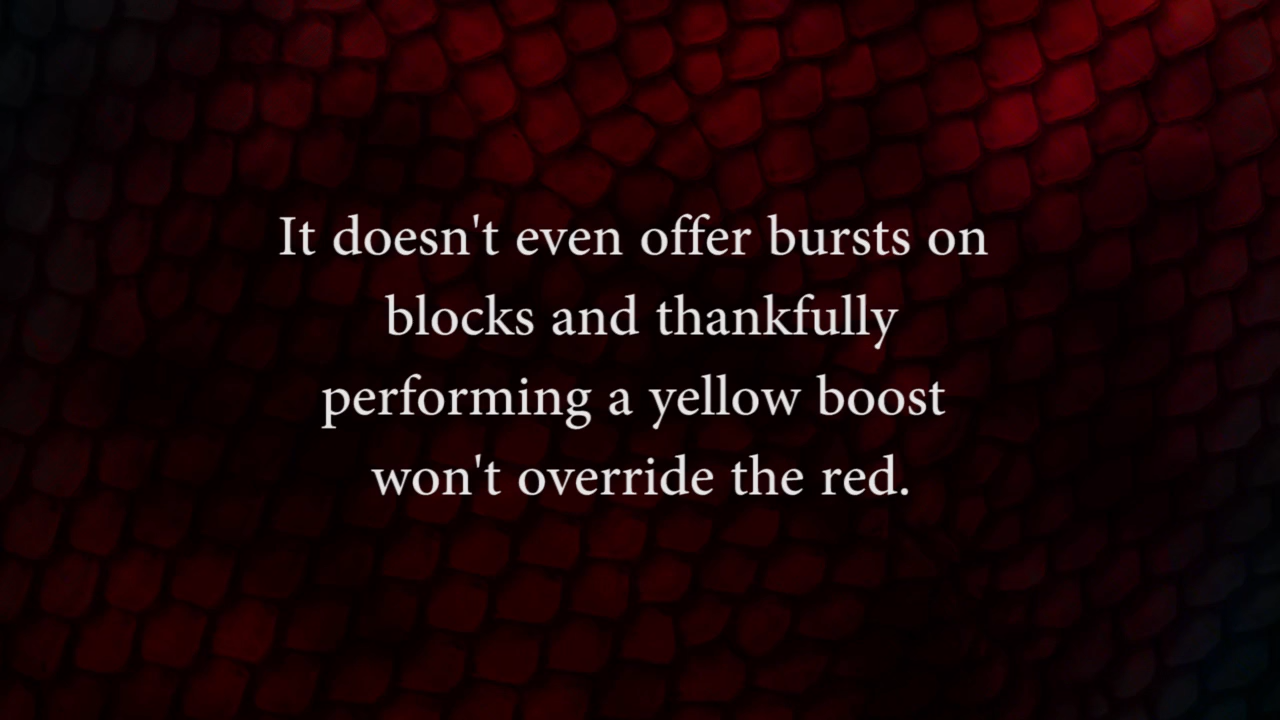 It doesn't even offer bursts on
blocks and thankfully
performing a yellow boost
won't override the red.